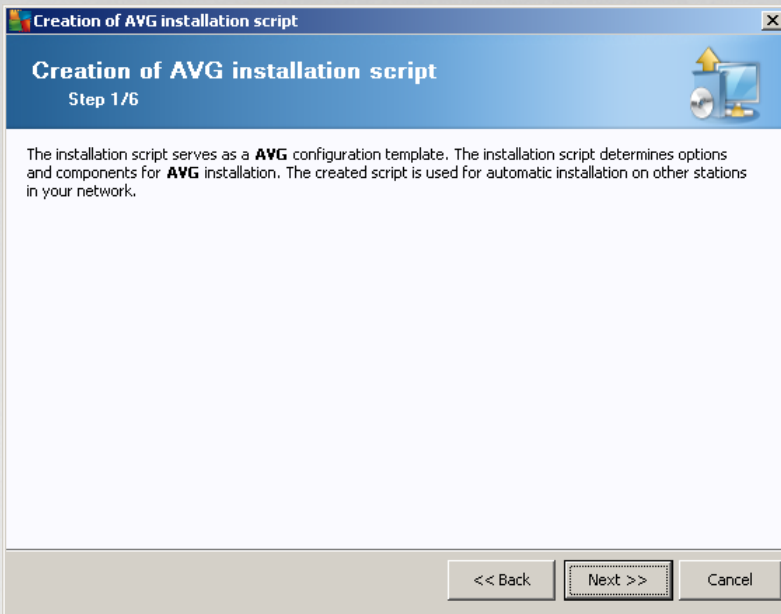 Creation of AVG installation script
Creation of AVG installation script
Step 1/6
The installation script serves as a AVG configuration template. The installation script determines options
and components for AVG installation. The created script is used for automatic installation on other stations
in your network.
<< Back
Next >>
Cancel